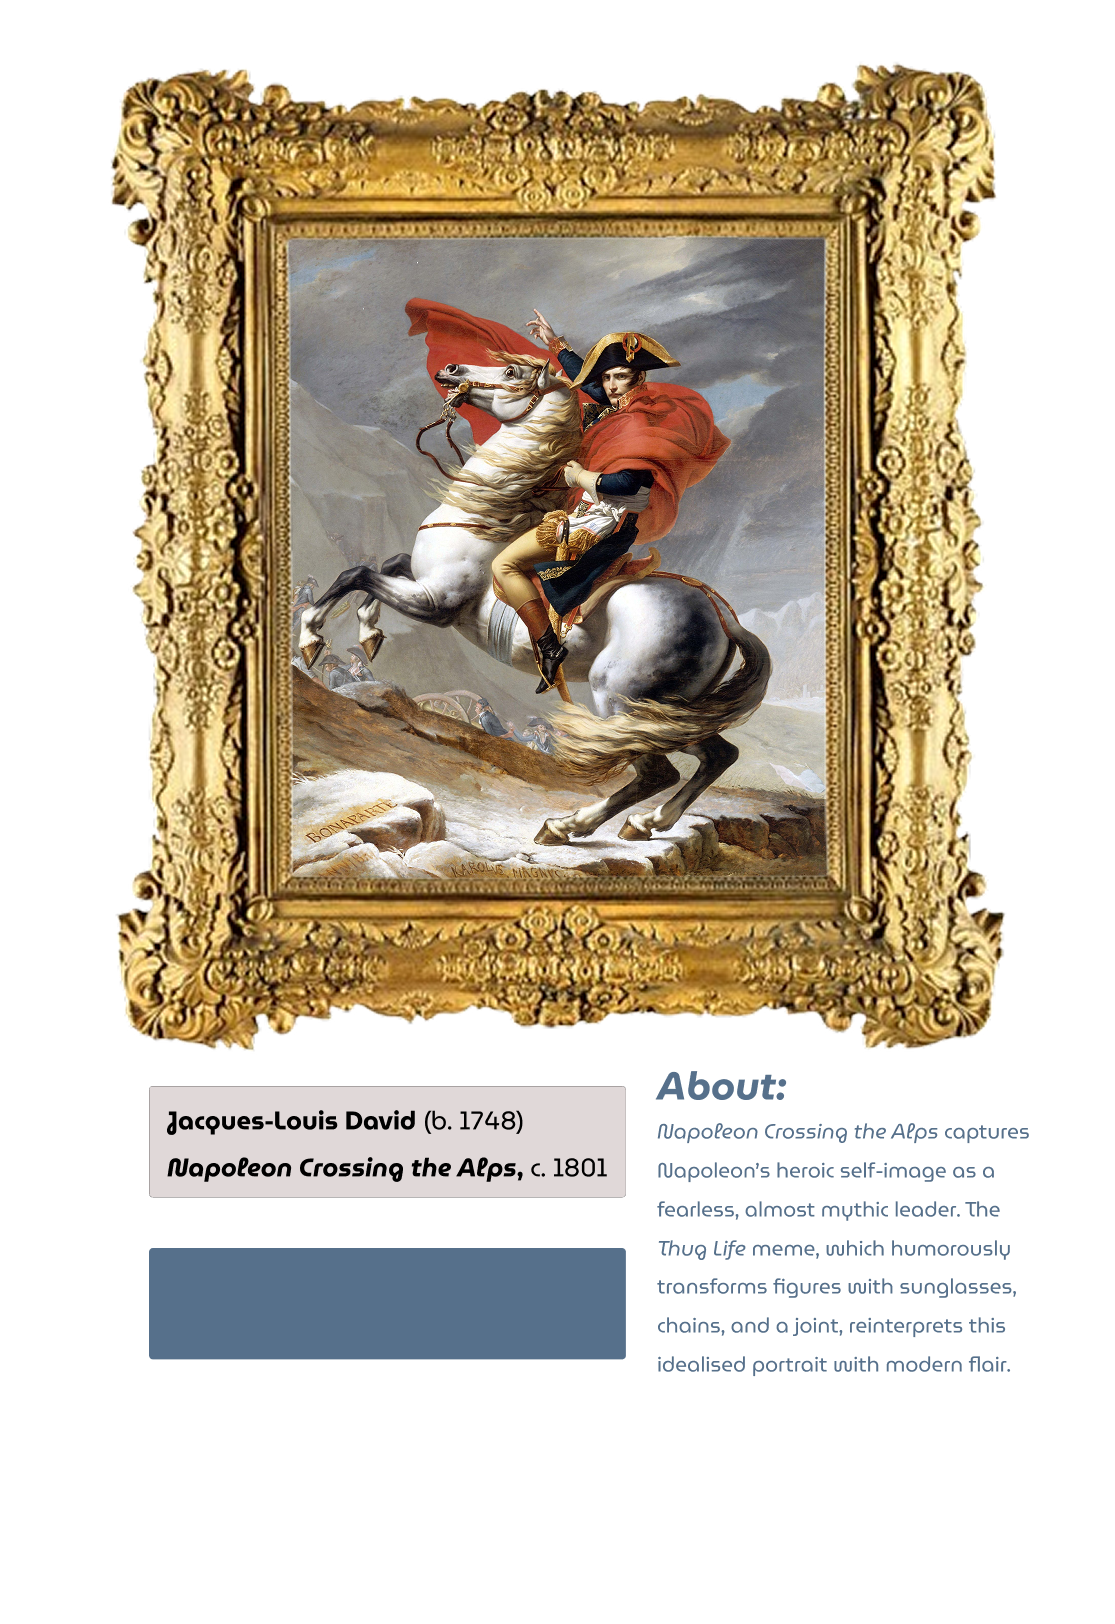 BONAPARTE
KAROLVS MAGNVS
Jacques-Louis David (b. 1748)
Napoleon Crossing the Alps, c. 1801
About:
Napoleon Crossing the Alps captures
Napoleon's heroic self-image as a
fearless, almost mythic leader. The
Thug Life meme, which humorously
transforms figures with sunglasses,
chains, and a joint, reinterprets this
idealised portrait with modern flair.